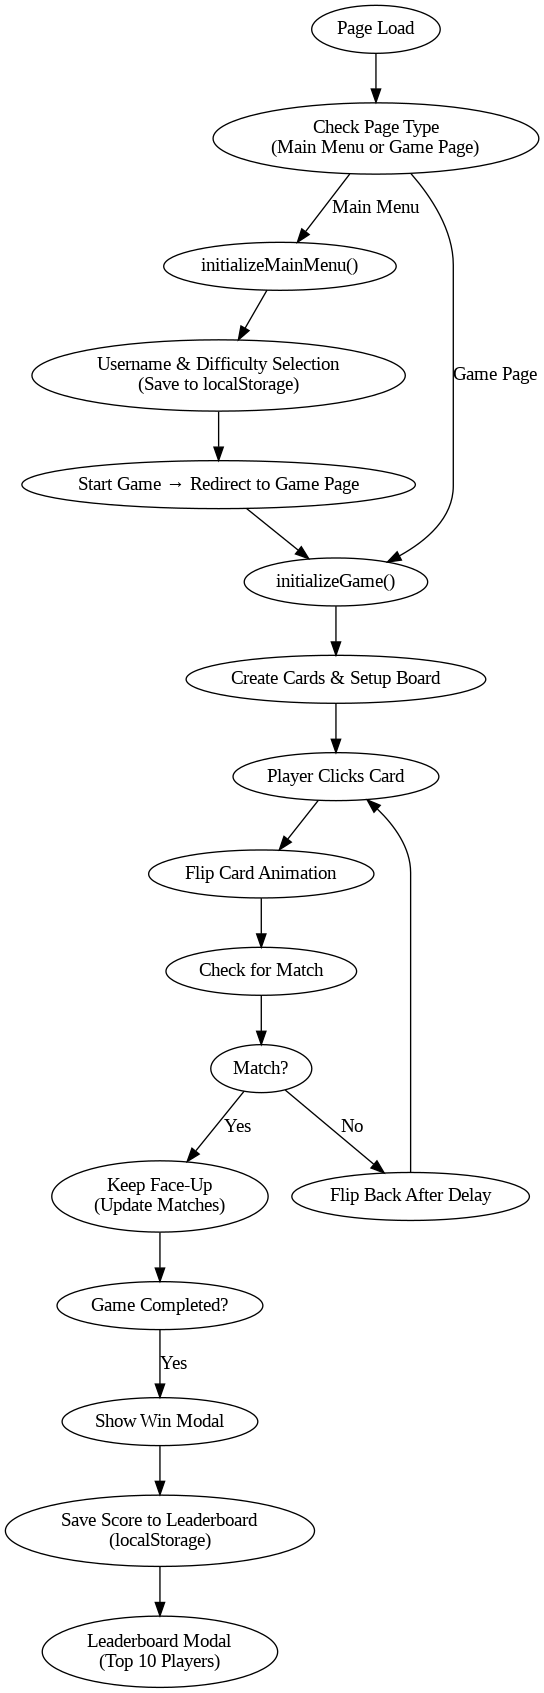 Page Load
Check Page Type
(Main Menu or Game Page)
Main Menu
initializeMainMenu()
Username & Difficulty Selection
(Save to localStorage)
Game Page
Start Game → Redirect to Game Page
initializeGame()
Create Cards & Setup Board
Player Clicks Card
Flip Card Animation
Check for Match
Match?
Yes
No
Keep Face-Up
(Update Matches)
Flip Back After Delay
Game Completed?
Yes
Show Win Modal
Save Score to Leaderboard
(localStorage)
Leaderboard Modal
(Top 10 Players)